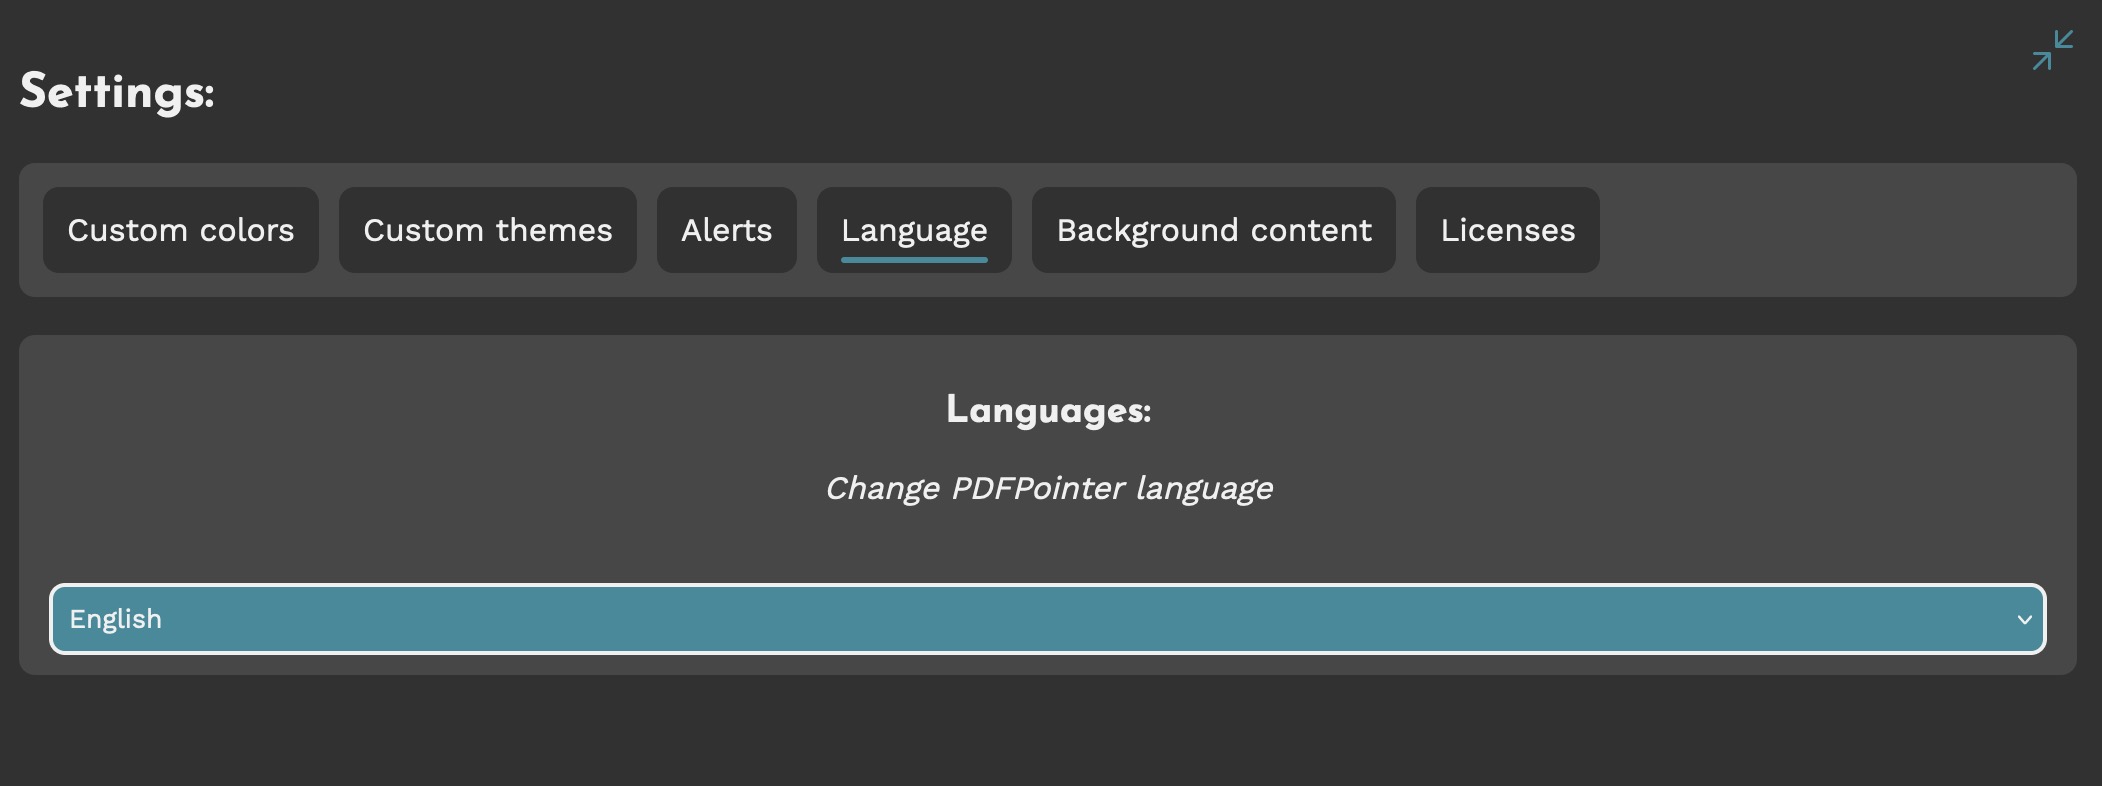 Settings:
Custom colors Custom themes Alerts Language Background content Licenses
Languages:
Change PDFPointer language
English